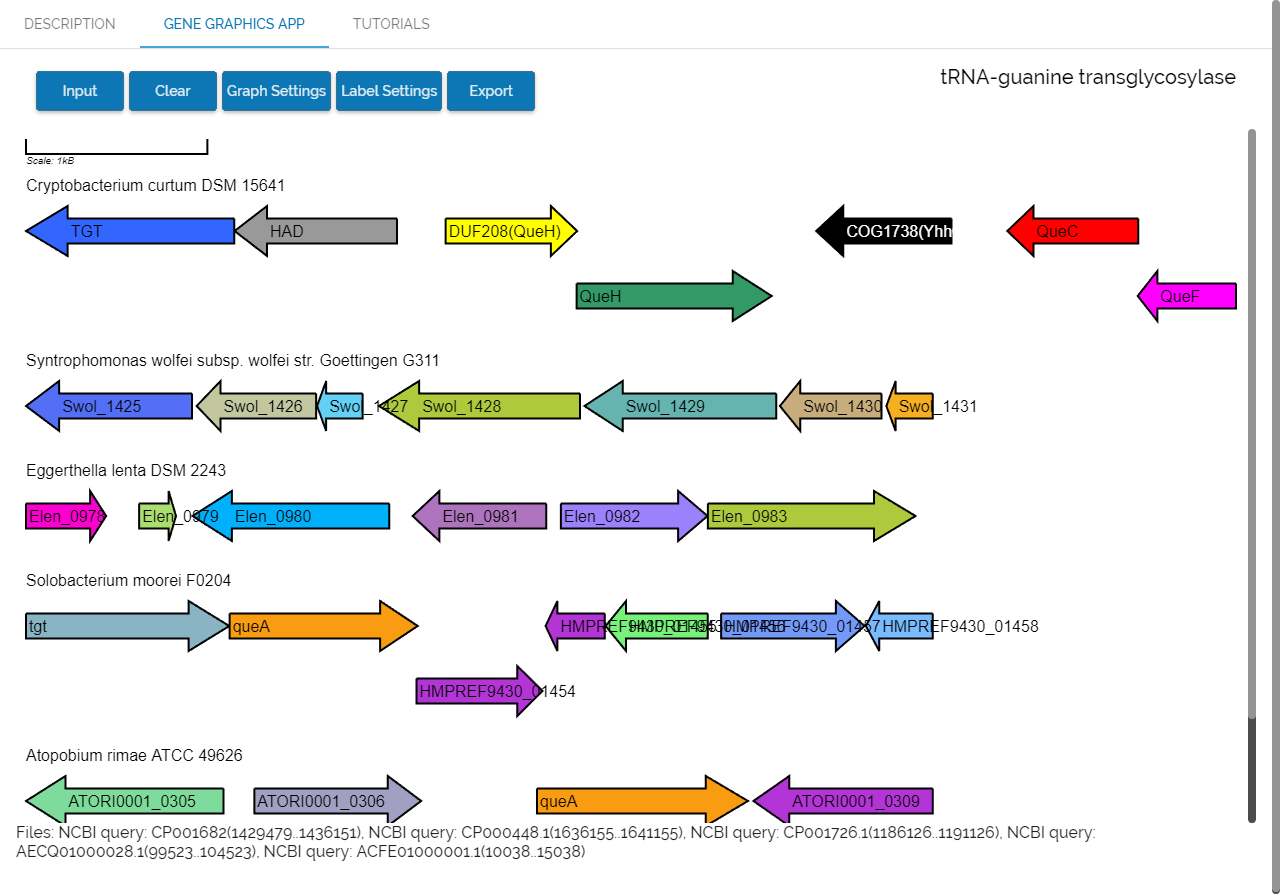 DESCRIPTION GENE GRAPHICS APP TUTORIALS
Input Clear Graph Settings Label Settings Export
tRNA-guanine transglycosylase
Scale: 1kB
Cryptobacterium curtum DSM 15641
TGT HAD DUF208(QueH) COG1738(Yhh QueC
QueH QueF
Syntrophomonas wolfei subsp. wolfei str. Goettingen G311
Swol_1425 Swol_1426 Swol_1427 Swol_1428 Swol_1429 Swol_1430 Swol_1431
Eggerthella lenta DSM 2243
Elen_0978 Elen_0979 Elen_0980 Elen_0981 Elen_0982 Elen_0983
Solobacterium moorei F0204
tgt queA HMPREF9430_01455 HMPREF9430_01456 HMPREF9430_01457 HMPREF9430_01458
HMPREF9430_01454
Atopobium rimae ATCC 49626
ATORI0001_0305 ATORI0001_0306 queA ATORI0001_0309
Files: NCBI query: CP001682(1429479..1436151), NCBI query: CP000448.1(1636155..1641155), NCBI query: CP001726.1(1186126..1191126), NCBI query:
AECQ01000028.1(99523..104523), NCBI query: ACFE01000001.1(10038..15038)